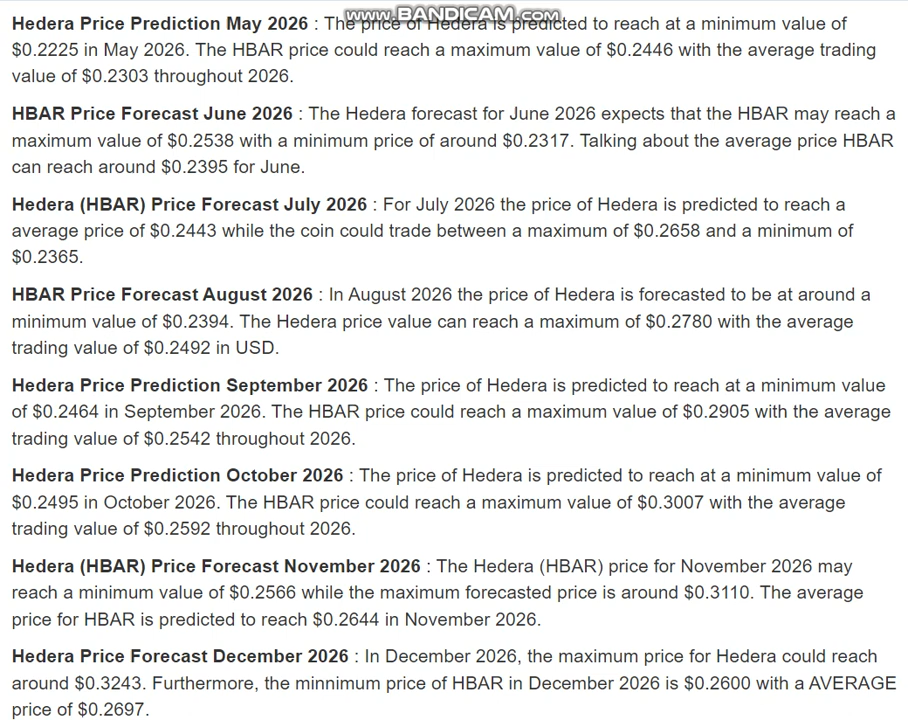 www.BANDICAM.com
Hedera Price Prediction May 2026 : The price of Hedera is predicted to reach at a minimum value of
$0.2225 in May 2026. The HBAR price could reach a maximum value of $0.2446 with the average trading
value of $0.2303 throughout 2026.
HBAR Price Forecast June 2026 : The Hedera forecast for June 2026 expects that the HBAR may reach a
maximum value of $0.2538 with a minimum price of around $0.2317. Talking about the average price HBAR
can reach around $0.2395 for June.
Hedera (HBAR) Price Forecast July 2026 : For July 2026 the price of Hedera is predicted to reach a
average price of $0.2443 while the coin could trade between a maximum of $0.2658 and a minimum of
$0.2365.
HBAR Price Forecast August 2026 : In August 2026 the price of Hedera is forecasted to be at around a
minimum value of $0.2394. The Hedera price value can reach a maximum of $0.2780 with the average
trading value of $0.2492 in USD.
Hedera Price Prediction September 2026 : The price of Hedera is predicted to reach at a minimum value
of $0.2464 in September 2026. The HBAR price could reach a maximum value of $0.2905 with the average
trading value of $0.2542 throughout 2026.
Hedera Price Prediction October 2026 : The price of Hedera is predicted to reach at a minimum value of
$0.2495 in October 2026. The HBAR price could reach a maximum value of $0.3007 with the average
trading value of $0.2592 throughout 2026.
Hedera (HBAR) Price Forecast November 2026 : The Hedera (HBAR) price for November 2026 may
reach a minimum value of $0.2566 while the maximum forecasted price is around $0.3110. The average
price for HBAR is predicted to reach $0.2644 in November 2026.
Hedera Price Forecast December 2026 : In December 2026, the maximum price for Hedera could reach
around $0.3243. Furthermore, the minnimum price of HBAR in December 2026 is $0.2600 with a AVERAGE
price of $0.2697.